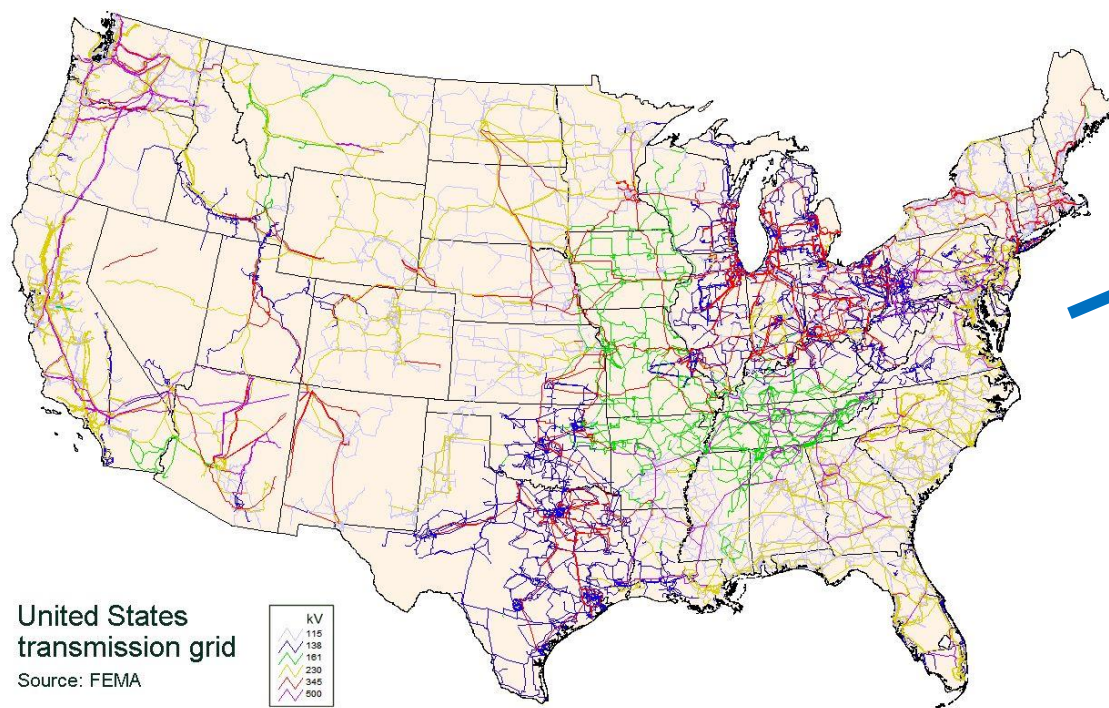 United States
transmission grid
Source: FEMA
kV
115
138
161
230
345
500